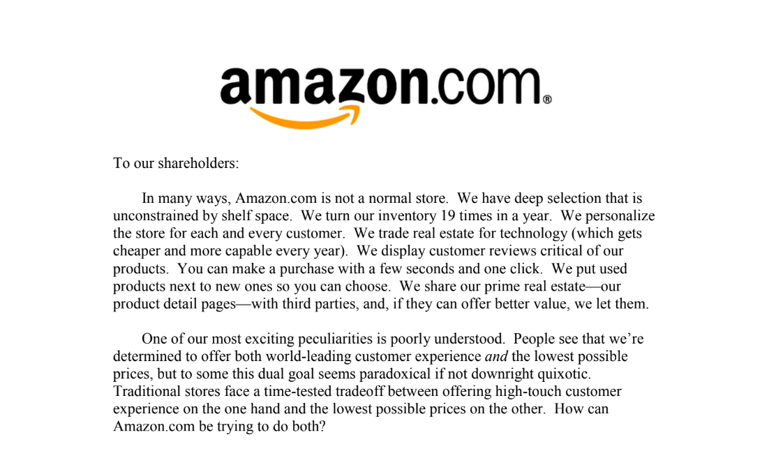 amazon.com®
To our shareholders:
In many ways, Amazon.com is not a normal store. We have deep selection that is
unconstrained by shelf space. We turn our inventory 19 times in a year. We personalize
the store for each and every customer. We trade real estate for technology (which gets
cheaper and more capable every year). We display customer reviews critical of our
products. You can make a purchase with a few seconds and one click. We put used
products next to new ones so you can choose. We share our prime real estate—our
product detail pages—with third parties, and, if they can offer better value, we let them.
One of our most exciting peculiarities is poorly understood. People see that we’re
determined to offer both world-leading customer experience and the lowest possible
prices, but to some this dual goal seems paradoxical if not downright quixotic.
Traditional stores face a time-tested tradeoff between offering high-touch customer
experience on the one hand and the lowest possible prices on the other. How can
Amazon.com be trying to do both?